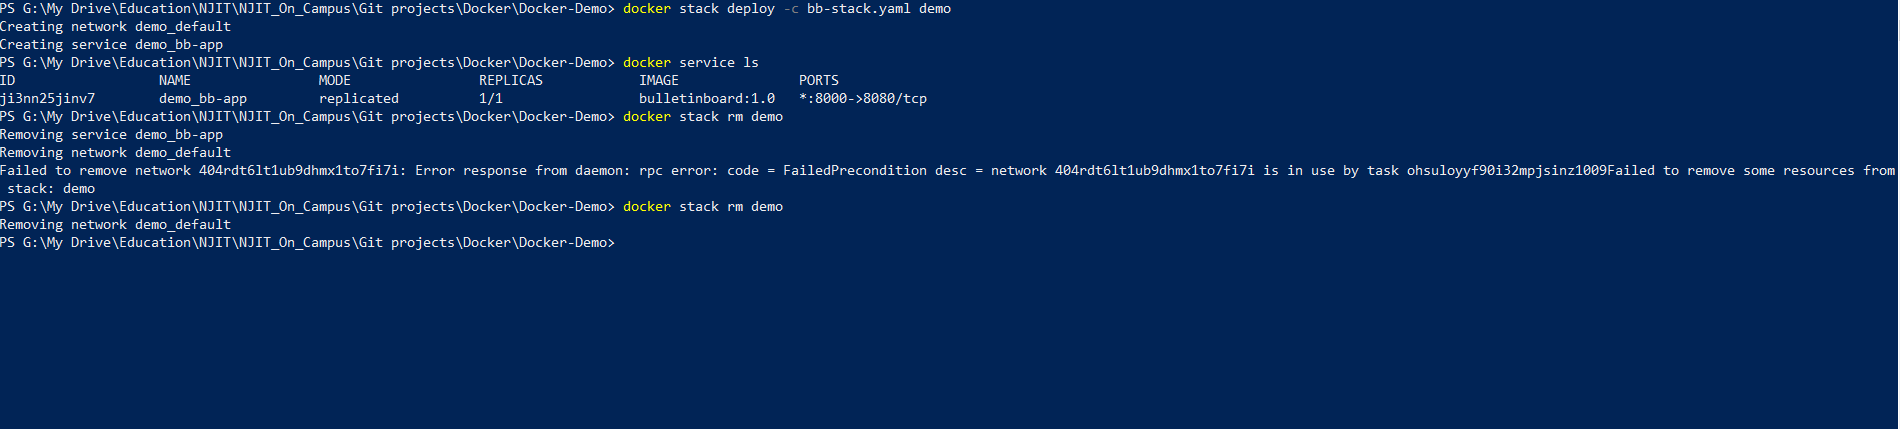 PS G:\My Drive\Education\NJIT\NJIT_On_Campus\Git projects\Docker\Docker-Demo> docker stack deploy -c bb-stack.yaml demo
Creating network demo_default
Creating service demo_bb-app
PS G:\My Drive\Education\NJIT\NJIT_On_Campus\Git projects\Docker\Docker-Demo> docker service ls
ID                  NAME                MODE                REPLICAS            IMAGE               PORTS
ji3nn25jinv7        demo_bb-app         replicated          1/1                 bulletinboard:1.0   *:8000->8080/tcp
PS G:\My Drive\Education\NJIT\NJIT_On_Campus\Git projects\Docker\Docker-Demo> docker stack rm demo
Removing service demo_bb-app
Removing network demo_default
Failed to remove network 404rdt6lt1ub9dhmx1to7fi7i: Error response from daemon: rpc error: code = FailedPrecondition desc = network 404rdt6lt1ub9dhmx1to7fi7i is in use by task ohsuloyyf90i32mpjsinz1009Failed to remove some resources from
 stack: demo
PS G:\My Drive\Education\NJIT\NJIT_On_Campus\Git projects\Docker\Docker-Demo> docker stack rm demo
Removing network demo_default
PS G:\My Drive\Education\NJIT\NJIT_On_Campus\Git projects\Docker\Docker-Demo>